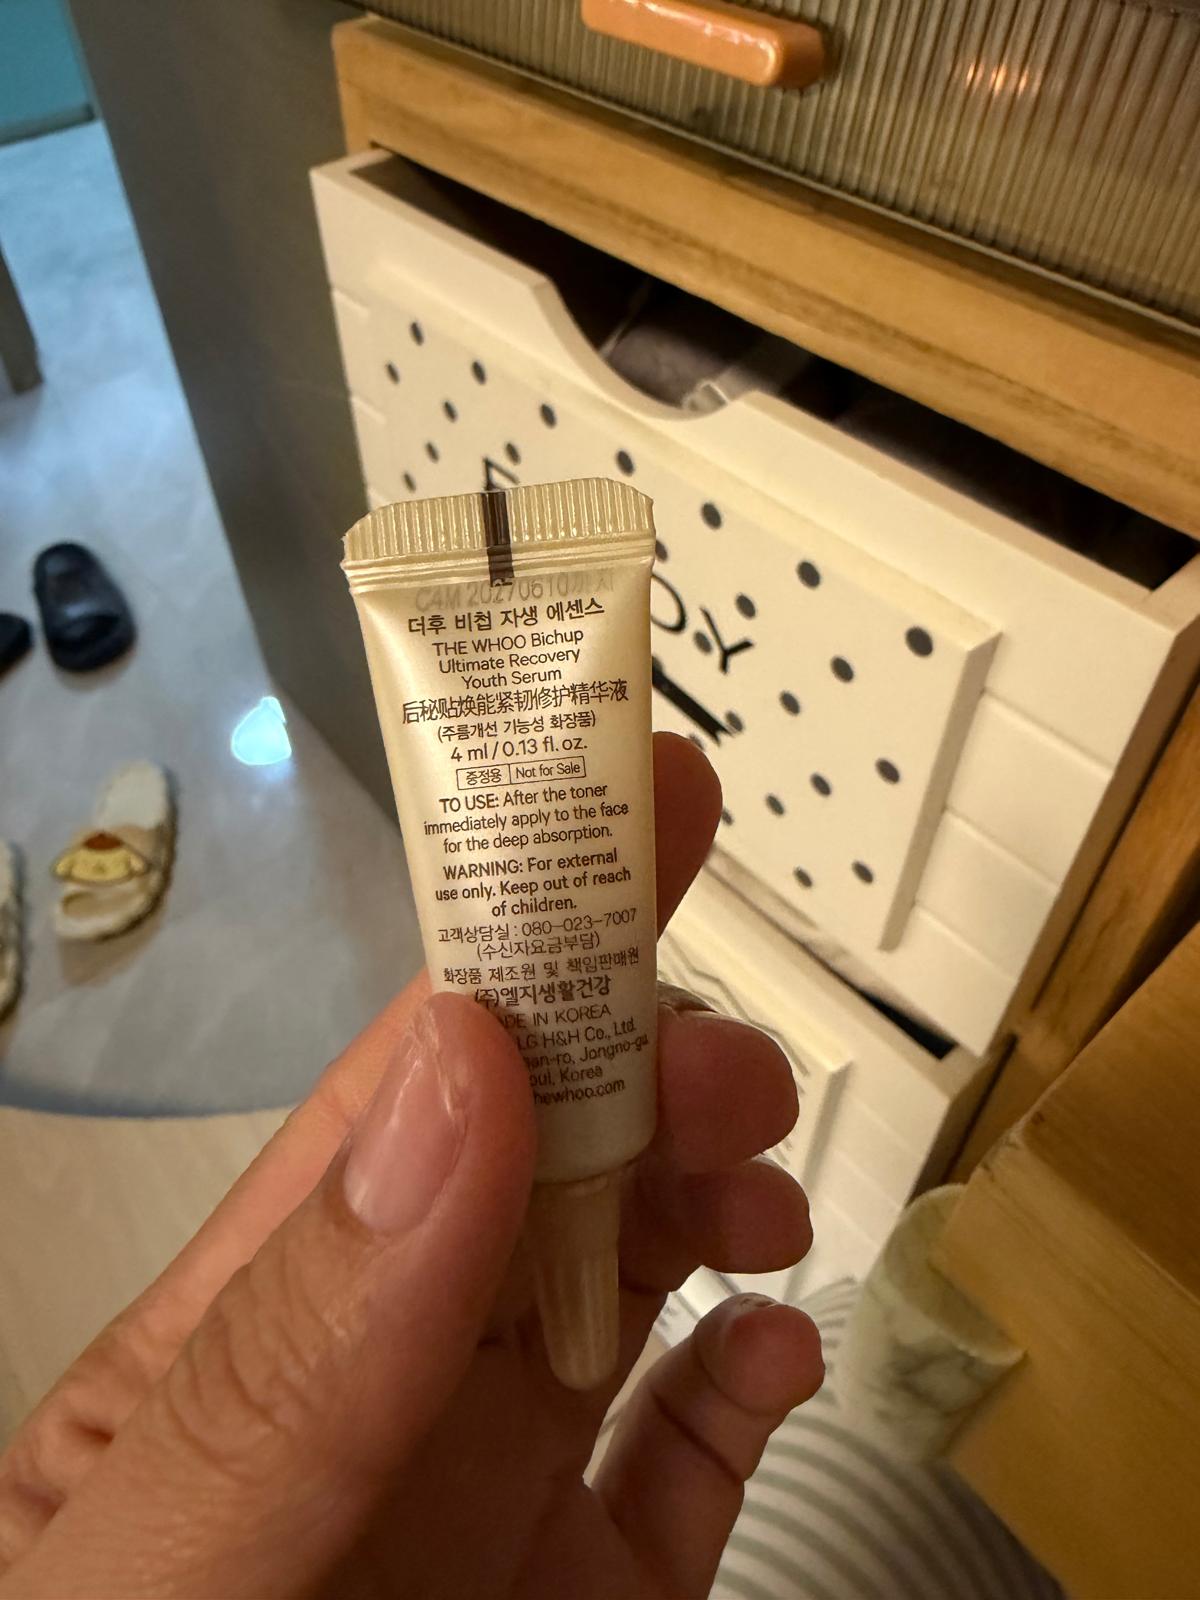 C4M 20270610까지
더후 비첩 자생 에센스
THE WHOO Bichup
Ultimate Recovery
Youth Serum
后秘贴焕能紧韧修护精华液
(주름개선 기능성 화장품)
4 ml / 0.13 fl. oz.
증정용 Not for Sale
TO USE: After the toner
immediately apply to the face
for the deep absorption.
WARNING: For external
use only. Keep out of reach
of children.
고객상담실 : 080-023-7007
(수신자요금부담)
화장품 제조원 및 책임판매원
(주)엘지생활건강
IN KOREA
LG H&H Co., Ltd.
Jongno-gu
Korea